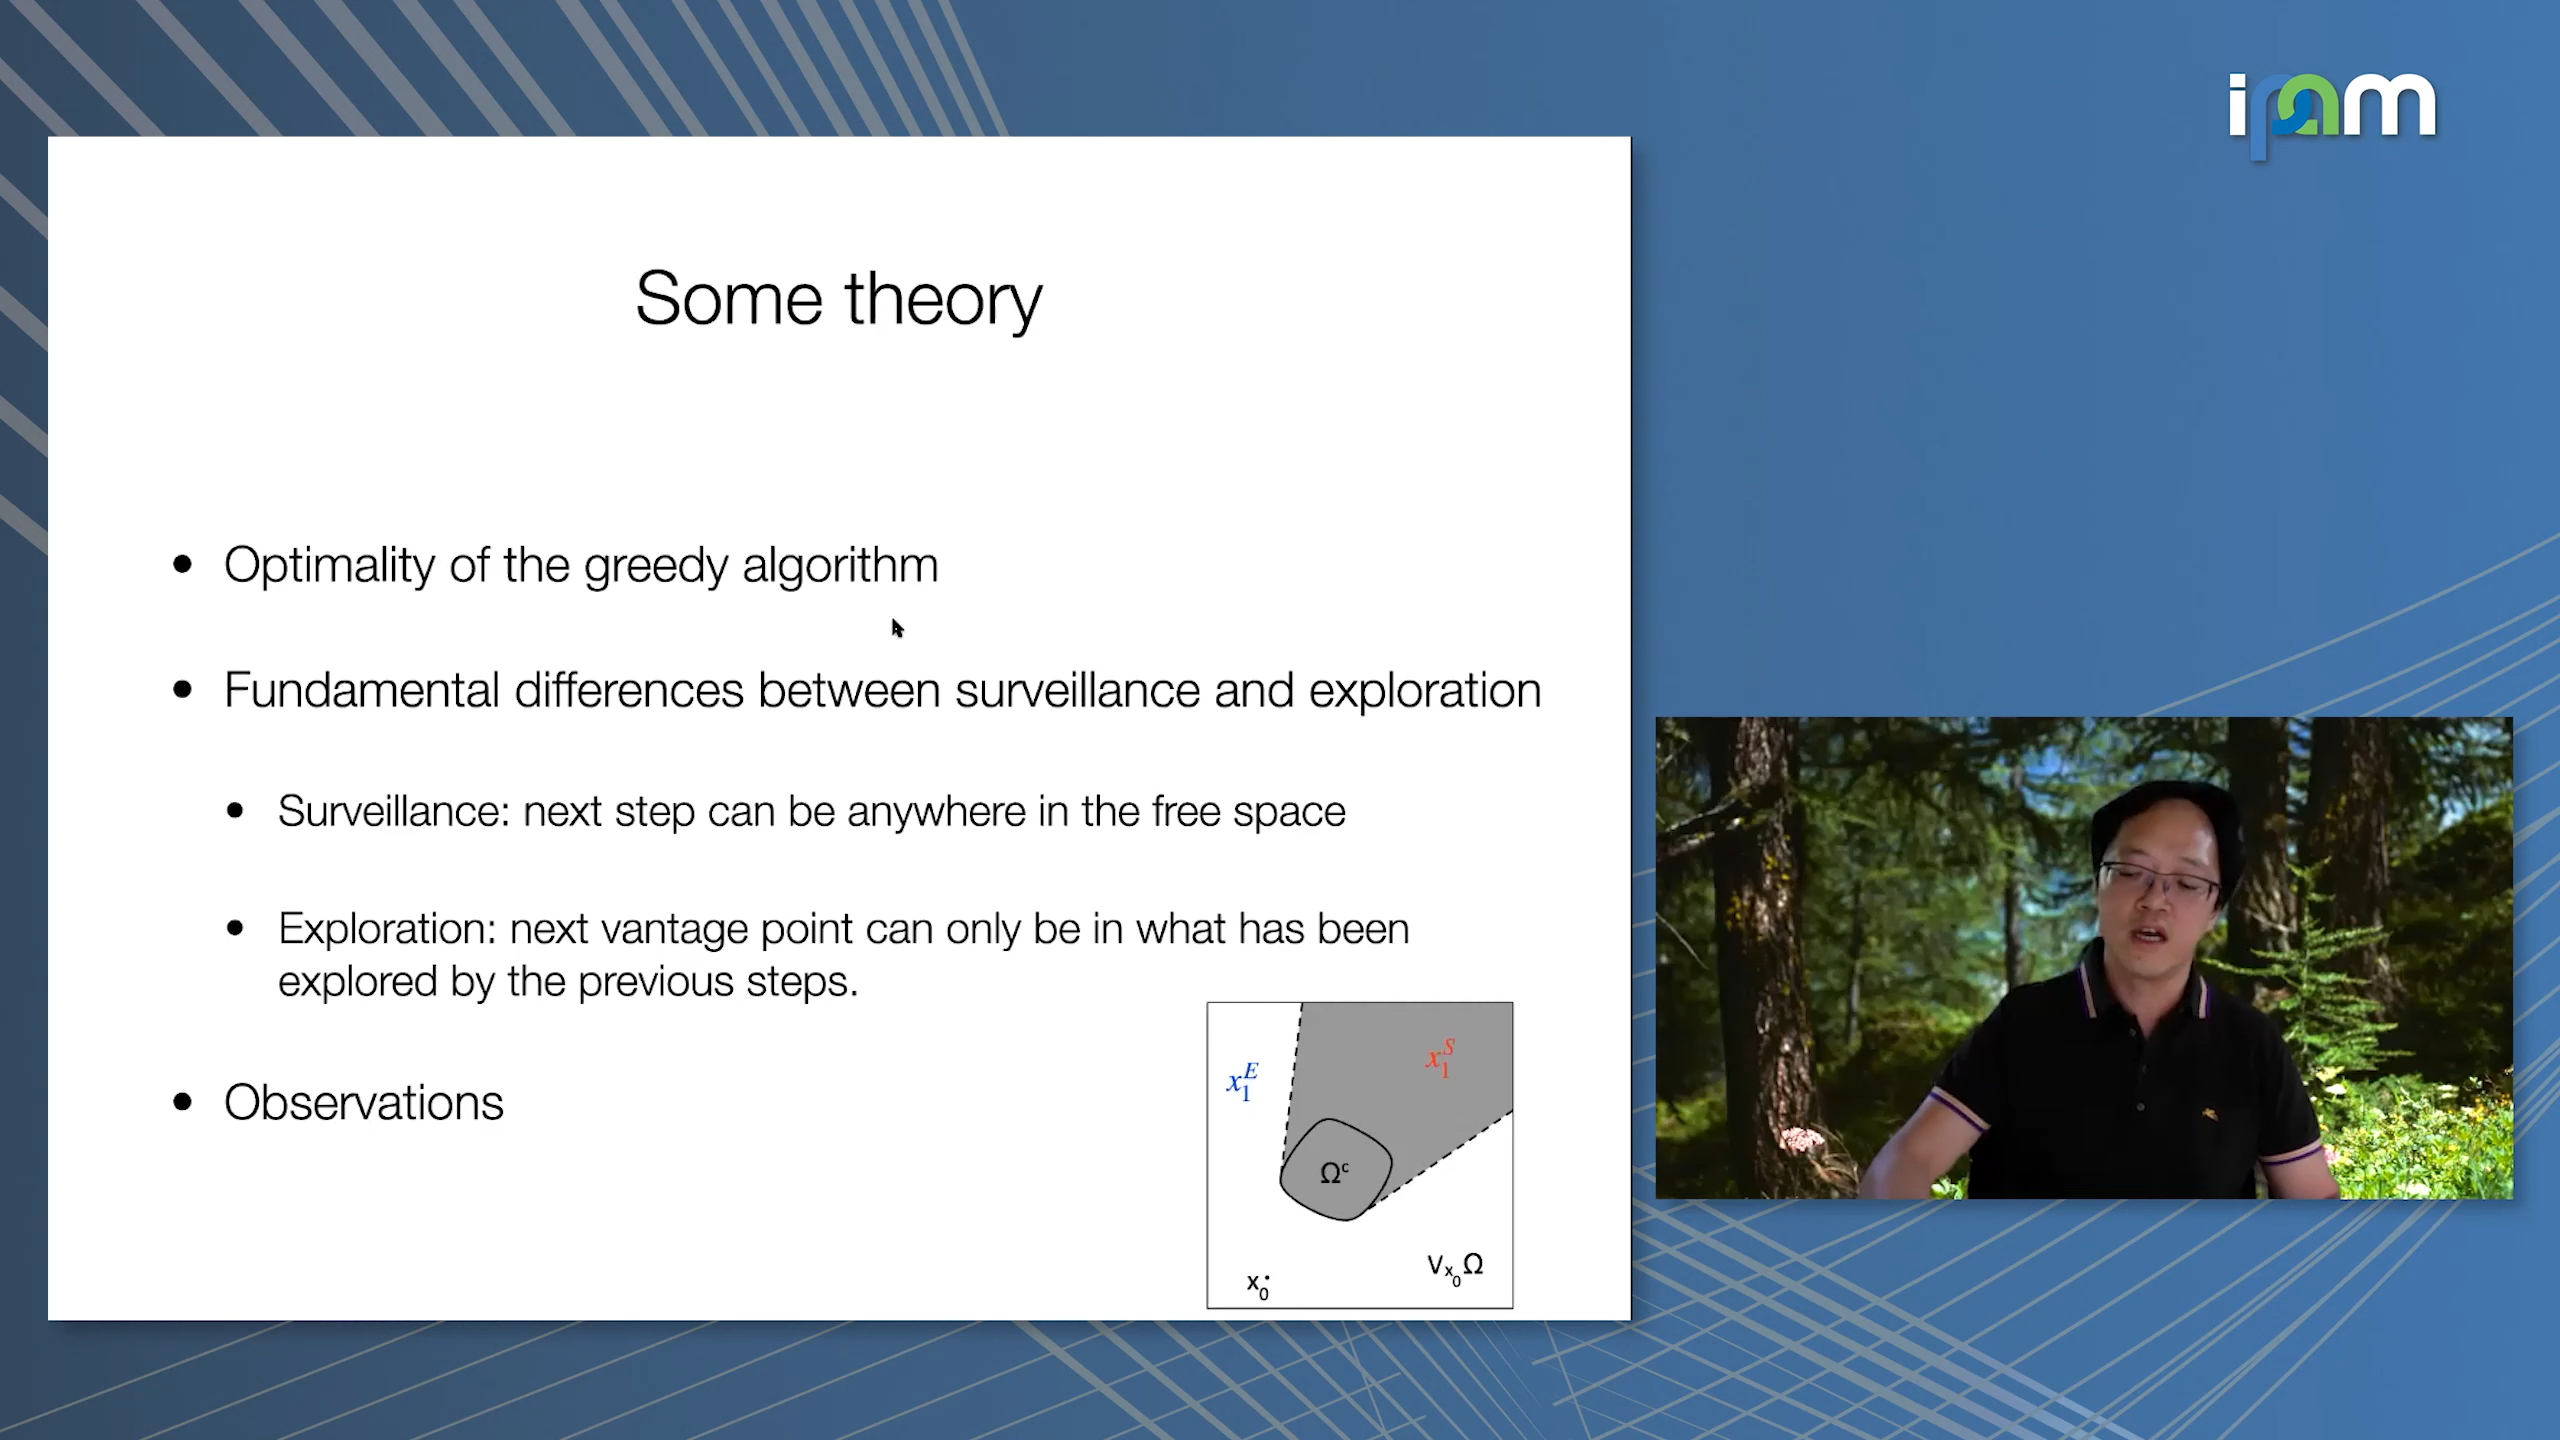 ipam
Some theory
• Optimality of the greedy algorithm
• Fundamental differences between surveillance and exploration
• Surveillance: next step can be anywhere in the free space
• Exploration: next vantage point can only be in what has been
explored by the previous steps.
• Observations
x₁ᴱ
x₁ˢ
Ωᶜ
Vₓ₀Ω
x₀